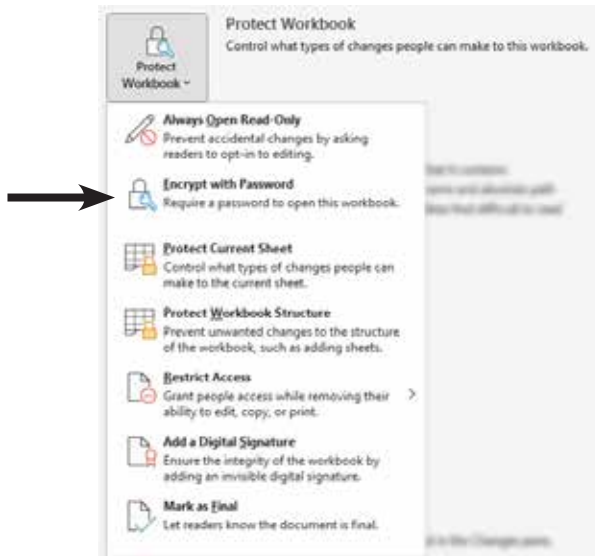 Protect Workbook
Control what types of changes people can make to this workbook.
Protect
Workbook
Always Open Read-Only
Prevent accidental changes by asking
readers to opt-in to editing.
Encrypt with Password
Require a password to open this workbook.
Protect Current Sheet
Control what types of changes people can
make to the current sheet.
Protect Workbook Structure
Prevent unwanted changes to the structure
of the workbook, such as adding sheets.
Restrict Access
Grant people access while removing their
ability to edit, copy, or print.
Add a Digital Signature
Ensure the integrity of the workbook by
adding an invisible digital signature.
Mark as Final
Let readers know the document is final.